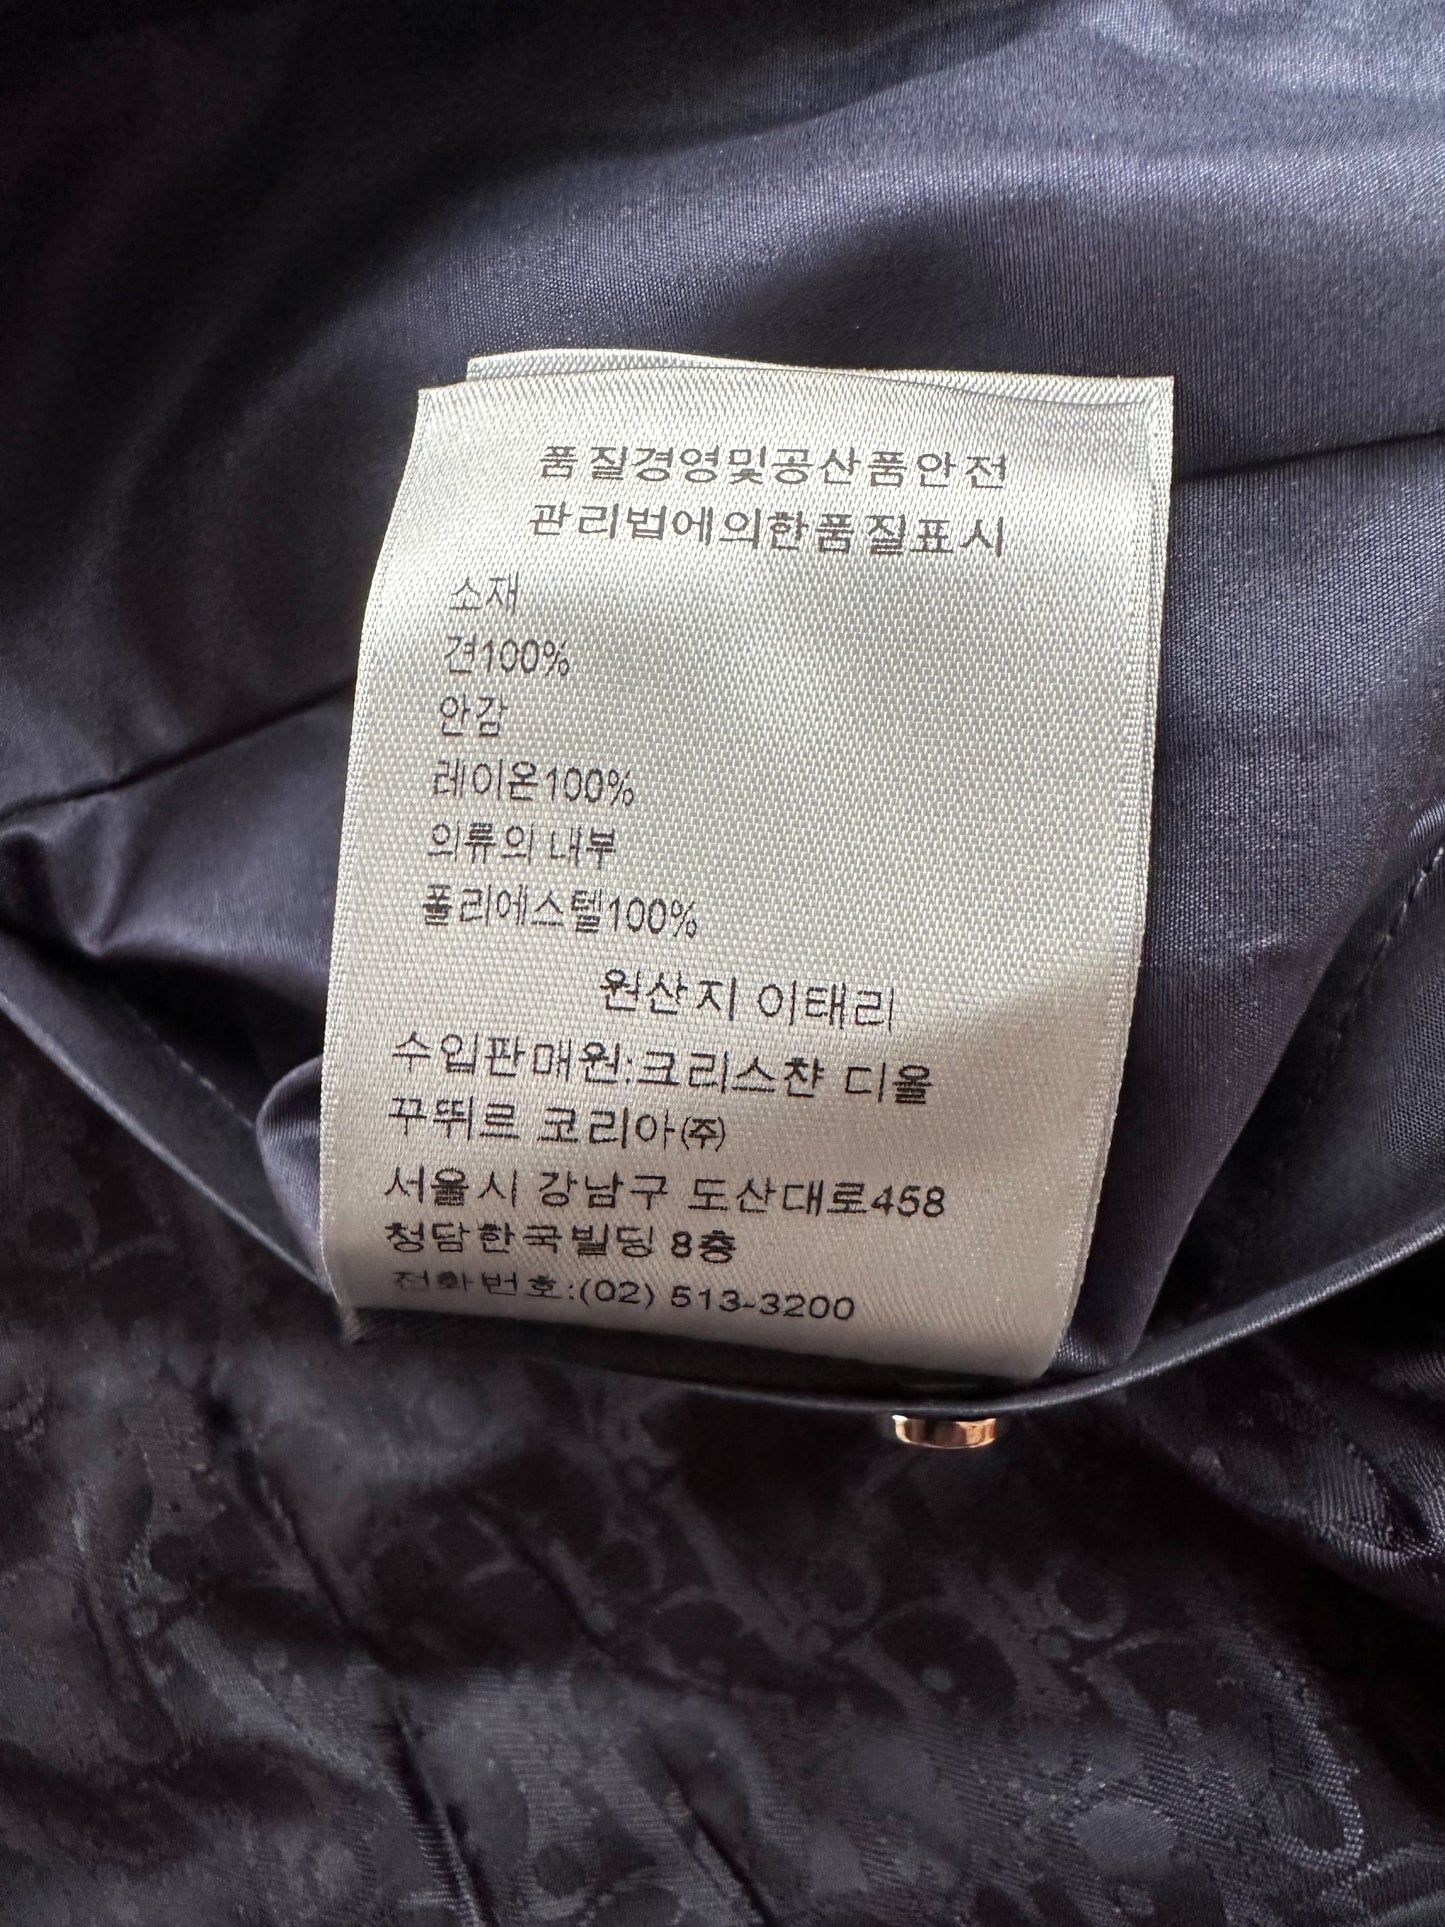 품질경영및공산품안전
관리법에의한품질표시
소재
견100%
안감
레이온100%
의류의 내부
폴리에스텔100%
원산지 이태리
수입판매원:크리스챤 디올
꾸뛰르 코리아㈜
서울시 강남구 도산대로458
청담한국빌딩 8층
전화번호:(02) 513-3200